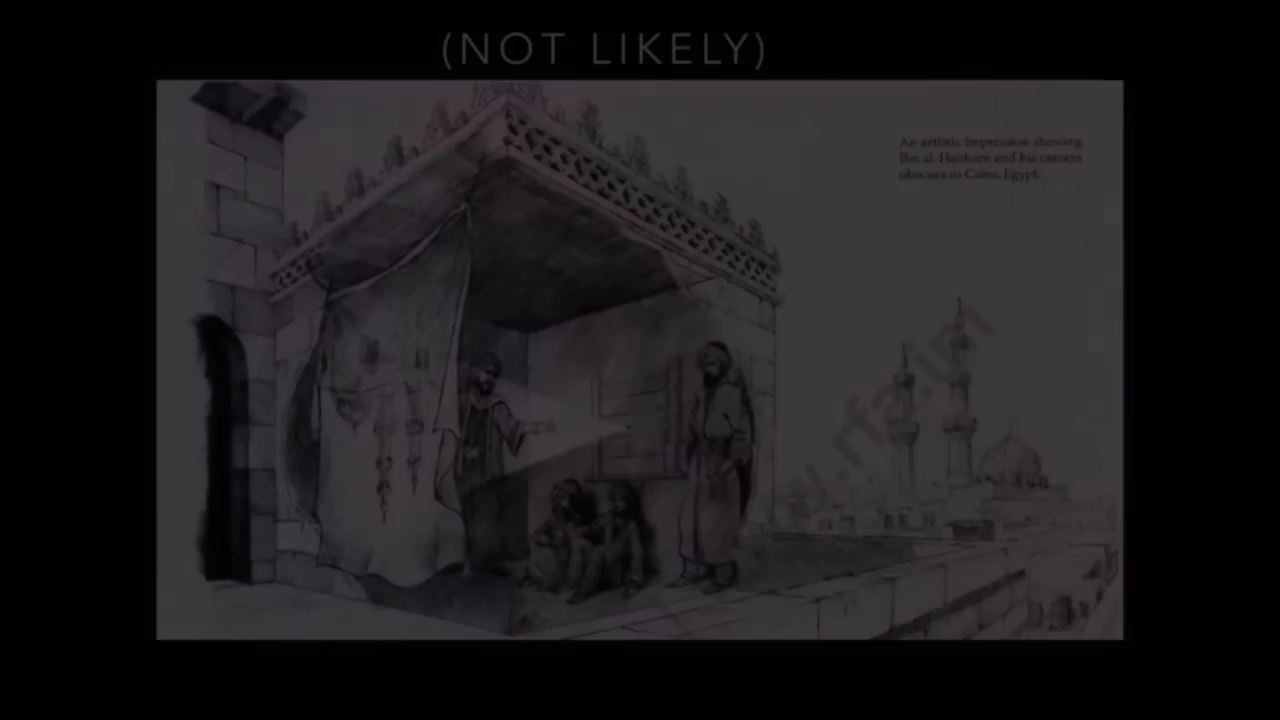 (NOT LIKELY)
An artistic impression showing
Ibn al-Haitham and his camera
obscura in Cairo, Egypt.